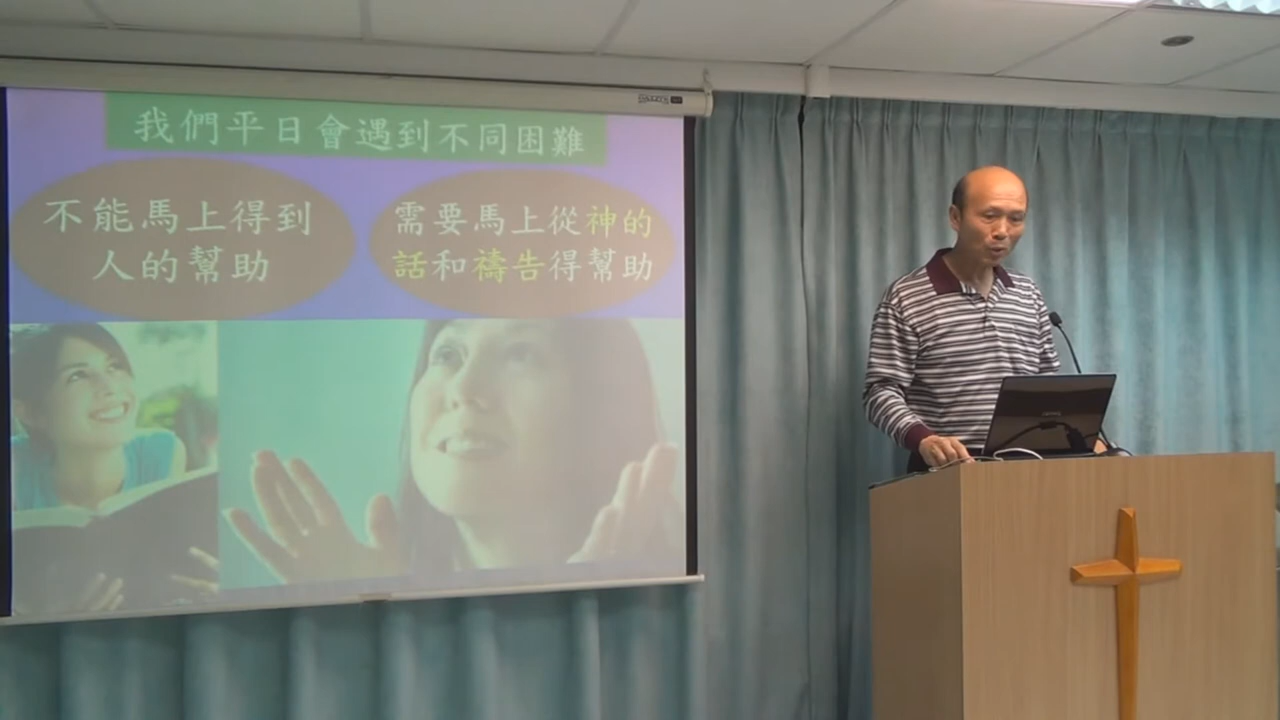 我們平日會遇到不同困難
不能馬上得到
人的幫助
需要馬上從神的
話和禱告得幫助